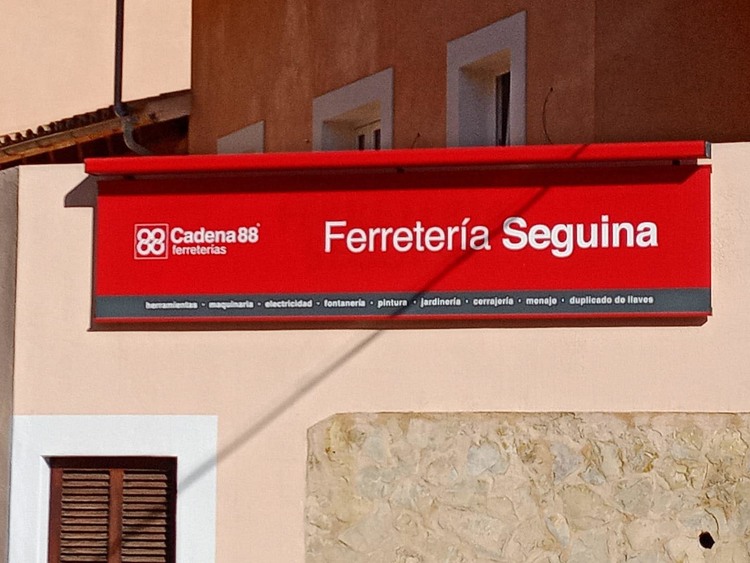 88 Cadena88
ferreterías
Ferretería Seguina
herramientas · maquinaria · electricidad · fontanería · pintura · jardinería · cerrajería · menaje · duplicado de llaves